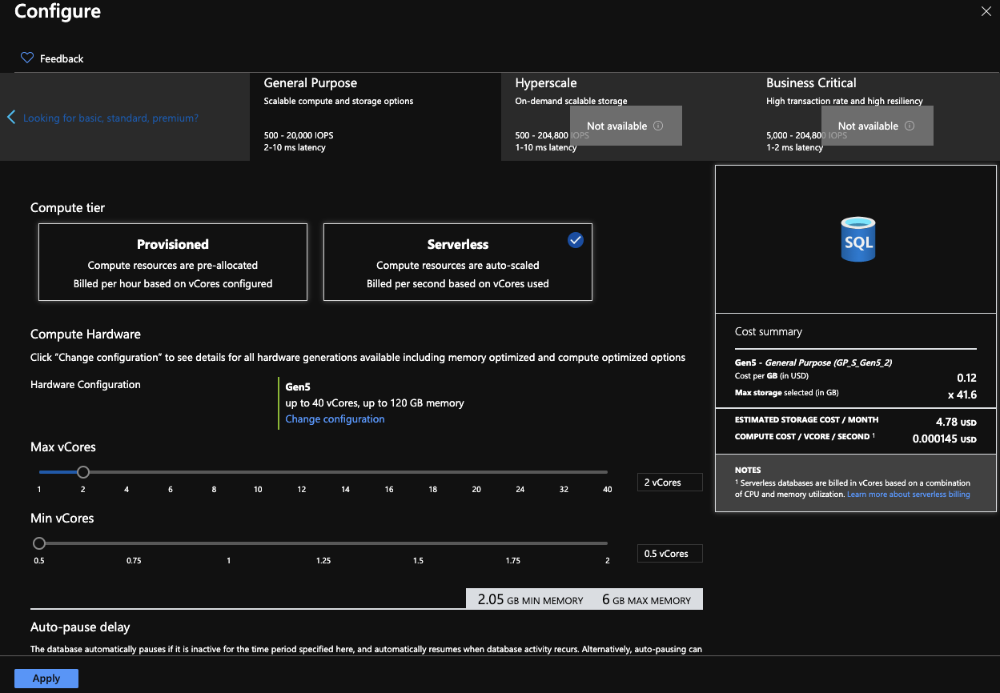 Configure
Feedback
Looking for basic, standard, premium?
General Purpose
Scalable compute and storage options
500 - 20,000 IOPS
2-10 ms latency
Hyperscale
On-demand scalable storage
Not available
500 - 204,800 IOPS
1-10 ms latency
Business Critical
High transaction rate and high resiliency
Not available
5,000 - 204,800 IOPS
1-2 ms latency
Compute tier
Provisioned
Compute resources are pre-allocated
Billed per hour based on vCores configured
Serverless
Compute resources are auto-scaled
Billed per second based on vCores used
Compute Hardware
Click "Change configuration" to see details for all hardware generations available including memory optimized and compute optimized options
Hardware Configuration
Gen5
up to 40 vCores, up to 120 GB memory
Change configuration
Max vCores
1 2 4 6 8 10 12 14 16 18 20 24 32 40
2 vCores
Min vCores
0.5 0.75 1 1.25 1.5 1.75 2
0.5 vCores
2.05 GB MIN MEMORY 6 GB MAX MEMORY
Auto-pause delay
The database automatically pauses if it is inactive for the time period specified here, and automatically resumes when database activity recurs. Alternatively, auto-pausing can
Apply
SQL
Cost summary
Gen5 - General Purpose (GP_S_Gen5_2)
Cost per GB (in USD) 0.12
Max storage selected (in GB) x 41.6
ESTIMATED STORAGE COST / MONTH 4.78 USD
COMPUTE COST / VCORE / SECOND ¹ 0.000145 USD
NOTES
¹ Serverless databases are billed in vCores based on a combination
of CPU and memory utilization. Learn more about serverless billing